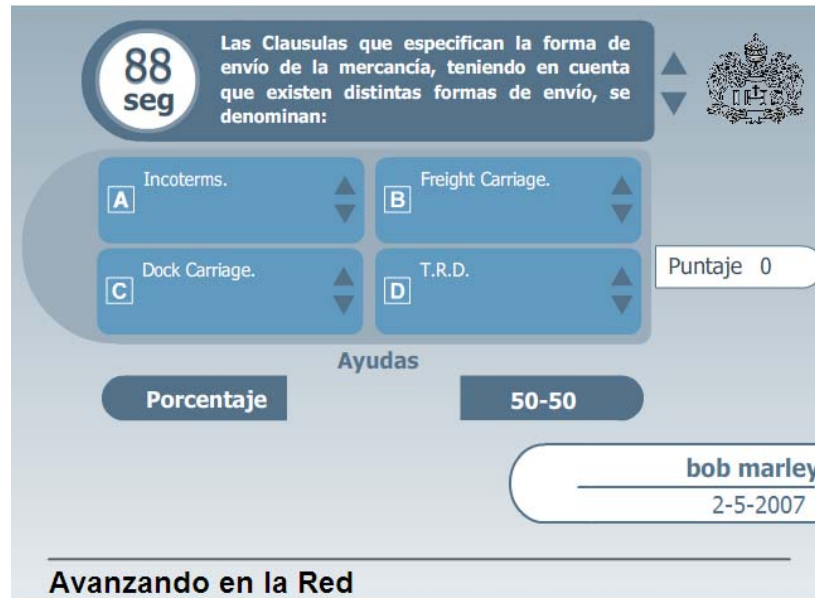 88
seg
Las Clausulas que especifican la forma de
envío de la mercancía, teniendo en cuenta
que existen distintas formas de envío, se
denominan:
A
Incoterms.
B
Freight Carriage.
C
Dock Carriage.
D
T.R.D.
Puntaje 0
Ayudas
Porcentaje
50-50
bob marley
2-5-2007
Avanzando en la Red